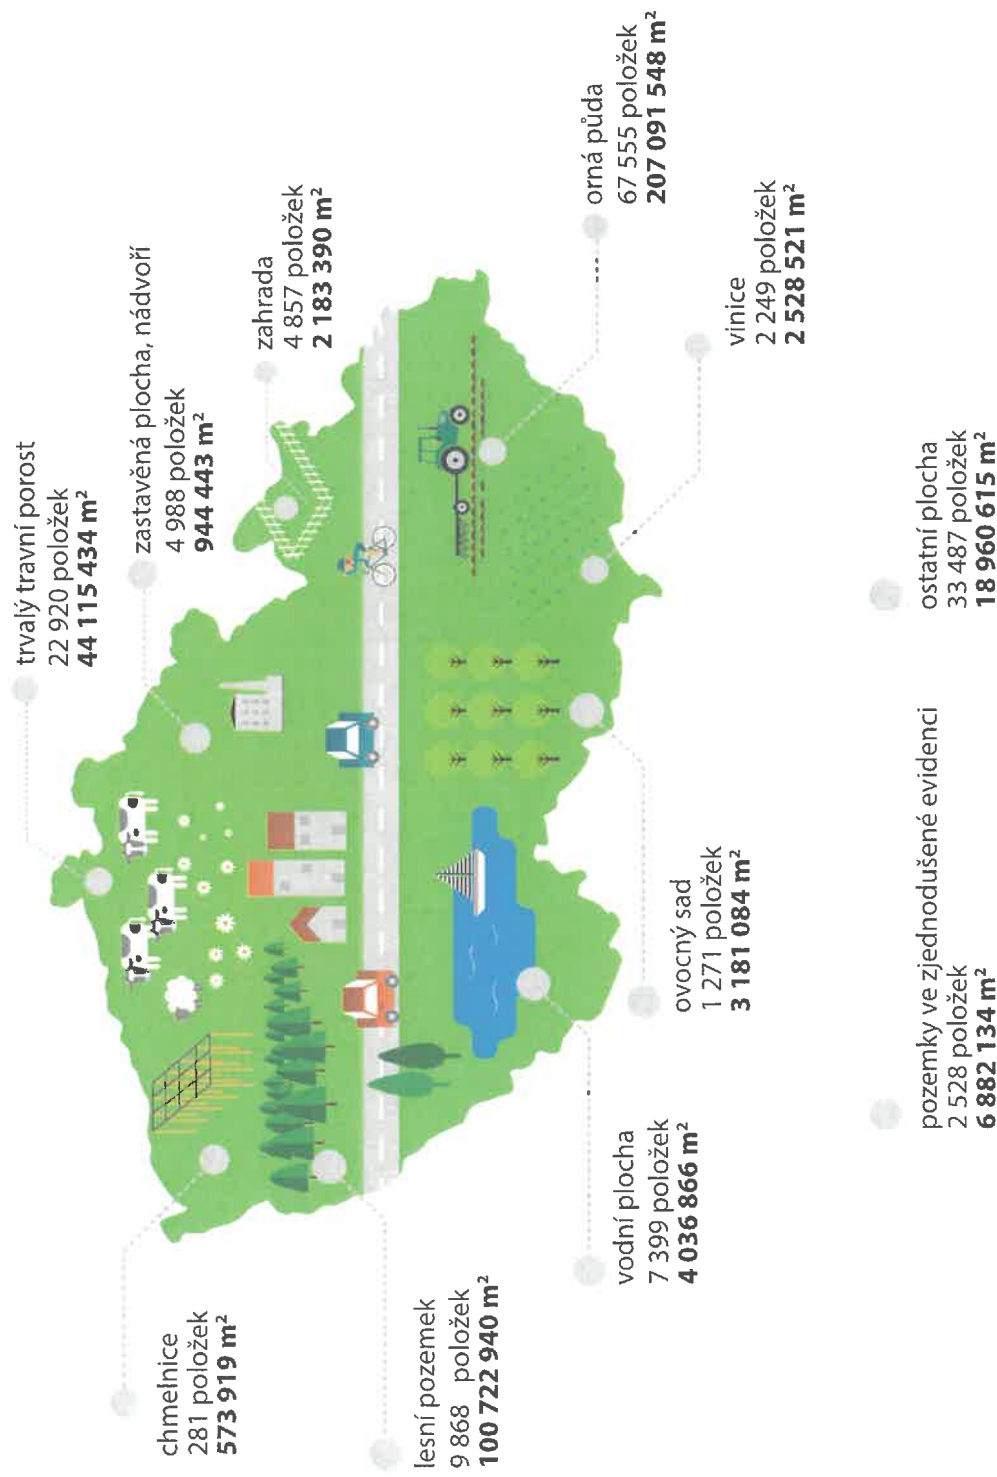 trvalý travní porost
22 920 položek
44 115 434 m²
zastavěná plocha, nádvoří
4 988 položek
944 443 m²
zahrada
4 857 položek
2 183 390 m²
chmelnice
281 položek
573 919 m²
lesní pozemek
9 868 položek
100 722 940 m²
orná půda
67 555 položek
207 091 548 m²
vodní plocha
7 399 položek
4 036 866 m²
ovocný sad
1 271 položek
3 181 084 m²
vinice
2 249 položek
2 528 521 m²
pozemky ve zjednodušené evidenci
2 528 položek
6 882 134 m²
ostatní plocha
33 487 položek
18 960 615 m²